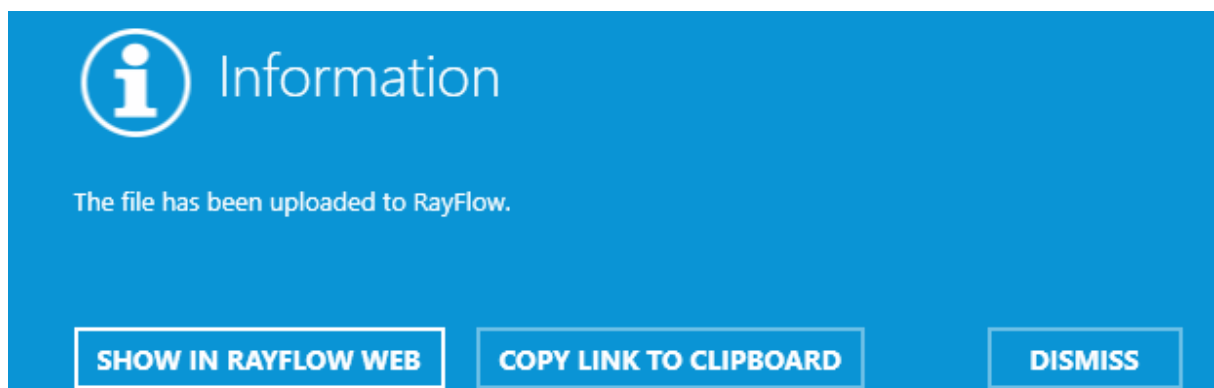 Information
The file has been uploaded to RayFlow.
SHOW IN RAYFLOW WEB
COPY LINK TO CLIPBOARD
DISMISS